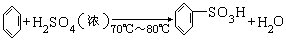 +H₂SO₄(浓) 70℃～80℃ SO₃H+H₂O